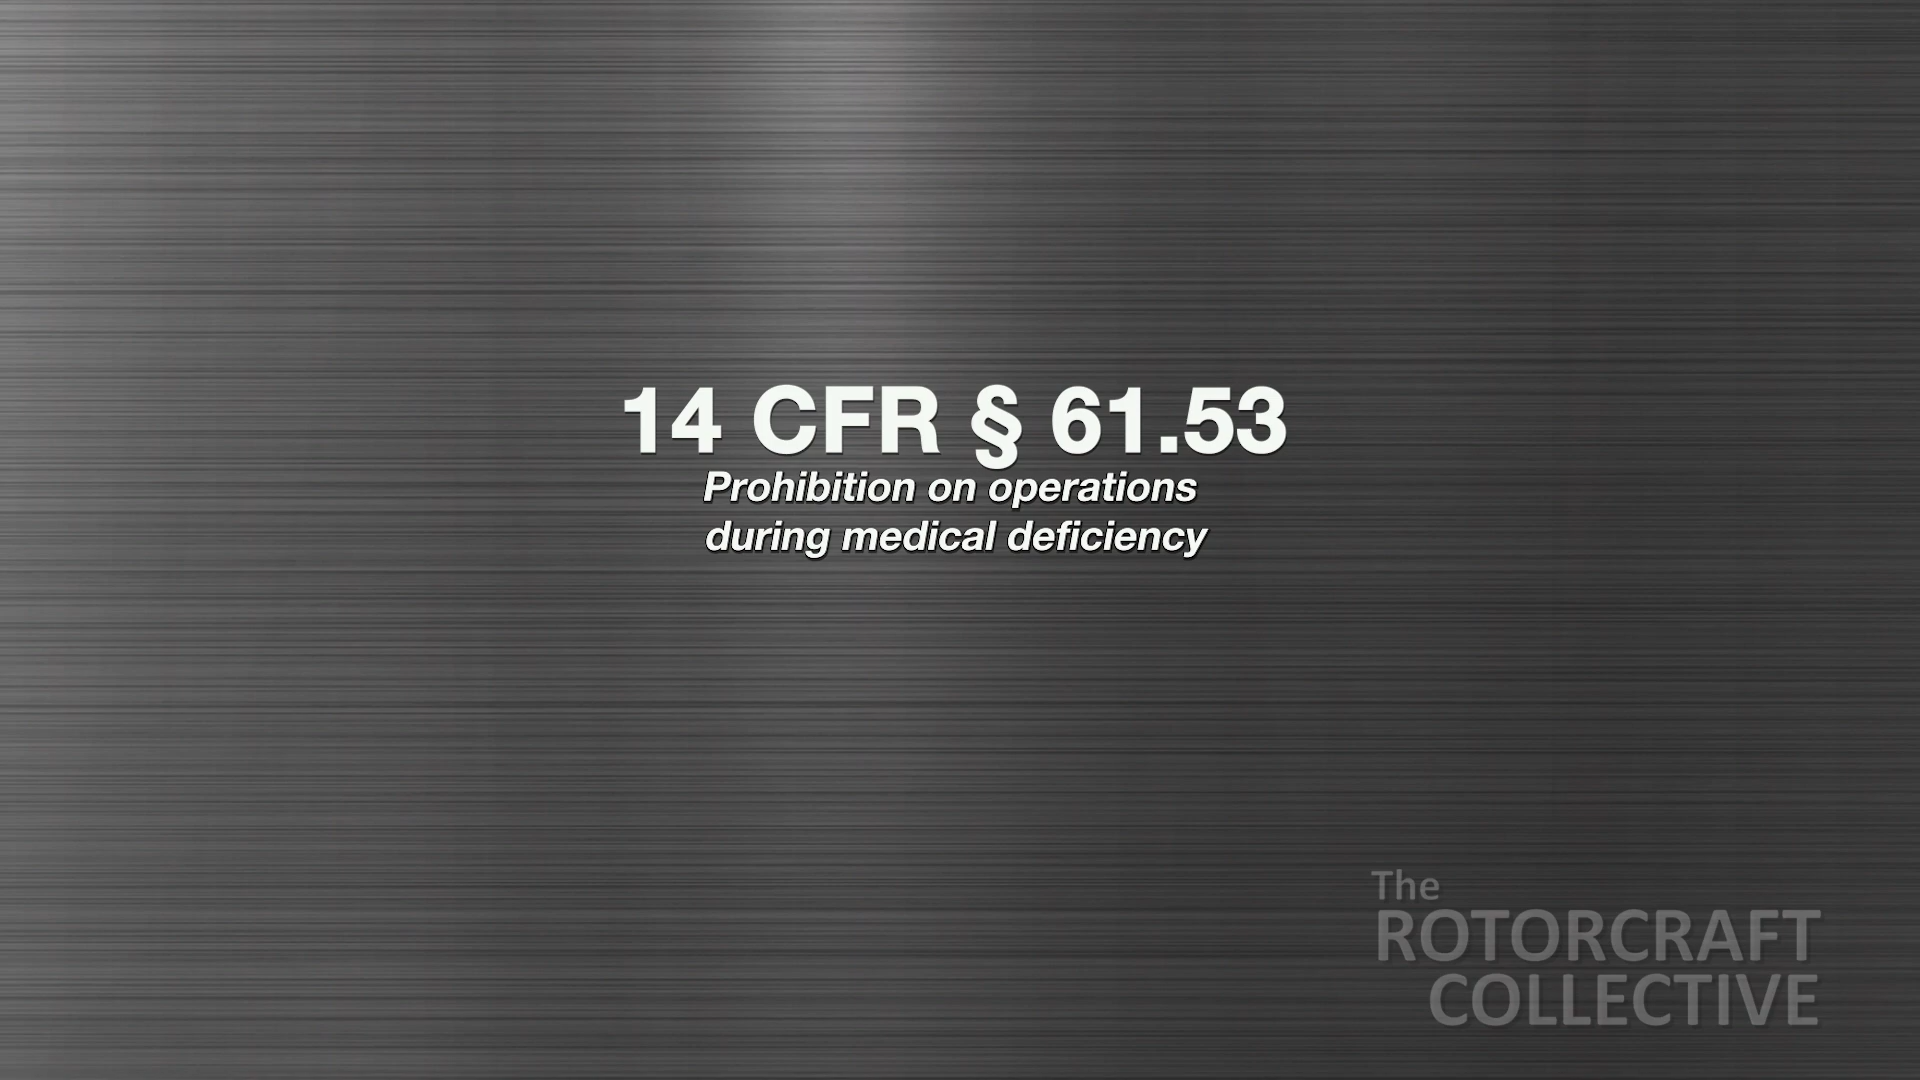 14 CFR § 61.53
Prohibition on operations
during medical deficiency
The
ROTORCRAFT
COLLECTIVE